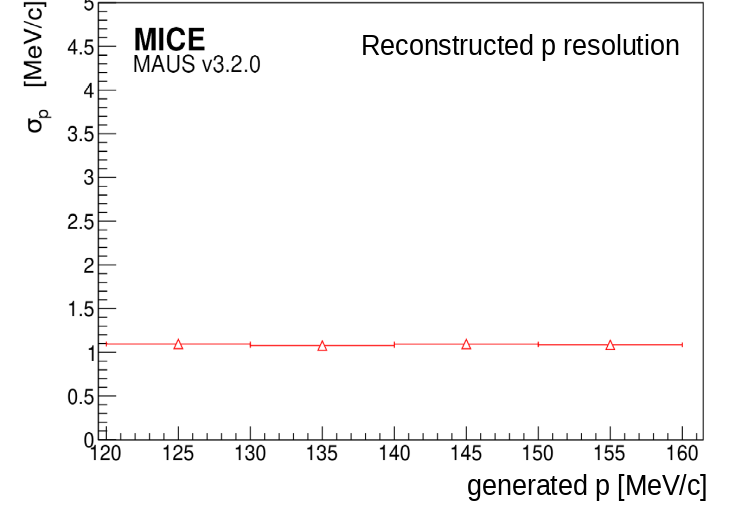 MICE
MAUS v3.2.0
Reconstructed p resolution
σp [MeV/c]
5
4.5
4
3.5
3
2.5
2
1.5
1
0.5
0
120 125 130 135 140 145 150 155 160
generated p [MeV/c]